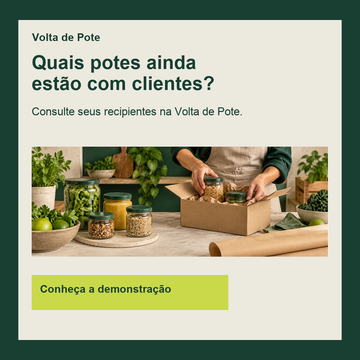 Volta de Pote
Quais potes ainda
estão com clientes?
Consulte seus recipientes na Volta de Pote.
Conheça a demonstração